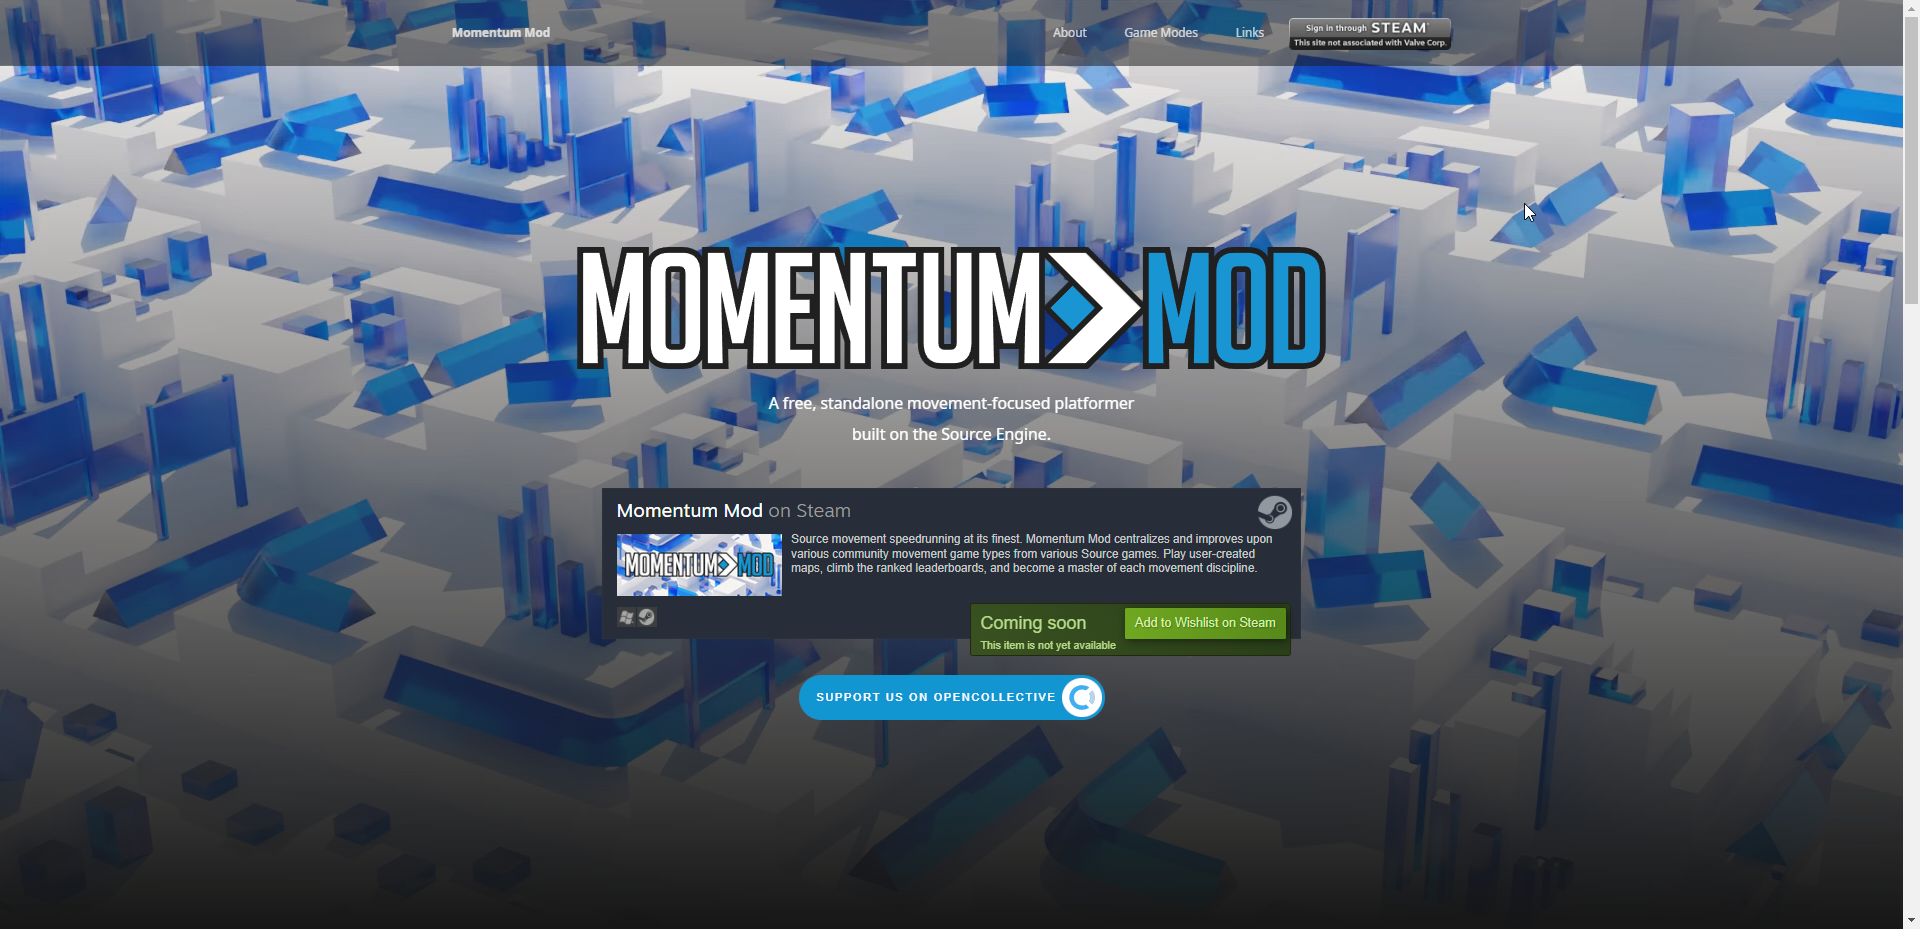 Momentum Mod
About
Game Modes
Links
Sign in through STEAM
This site not associated with Valve Corp.
MOMENTUM MOD
A free, standalone movement-focused platformer
built on the Source Engine.
Momentum Mod on Steam
MOMENTUM MOD
Source movement speedrunning at its finest. Momentum Mod centralizes and improves upon
various community movement game types from various Source games. Play user-created
maps, climb the ranked leaderboards, and become a master of each movement discipline.
Coming soon
This item is not yet available
Add to Wishlist on Steam
SUPPORT US ON OPENCOLLECTIVE